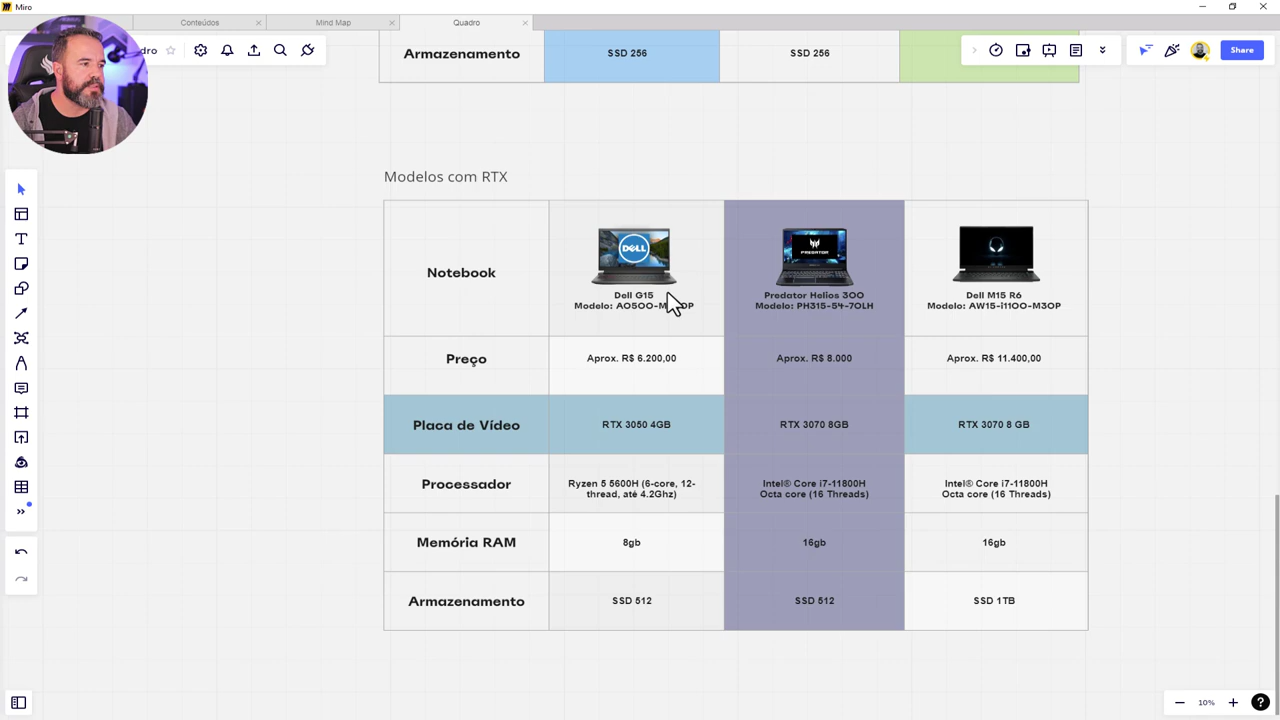 Miro
Conteúdos
Mind Map
Quadro
dro
Share
Armazenamento
SSD 256
SSD 256
Modelos com RTX
Notebook
DELL
Dell G15
Modelo: AO500-M
OP
PREDATOR
Predator Helios 300
Modelo: PH315-54-70LH
Dell M15 R6
Modelo: AW15-i1100-M30P
Preço
Aprox. R$ 6.200,00
Aprox. R$ 8.000
Aprox. R$ 11.400,00
Placa de Vídeo
RTX 3050 4GB
RTX 3070 8GB
RTX 3070 8 GB
Processador
Ryzen 5 5600H (6-core, 12-
thread, até 4.2Ghz)
Intel® Core i7-11800H
Octa core (16 Threads)
Intel® Core i7-11800H
Octa core (16 Threads)
Memória RAM
8gb
16gb
16gb
Armazenamento
SSD 512
SSD 512
SSD 1TB
10%